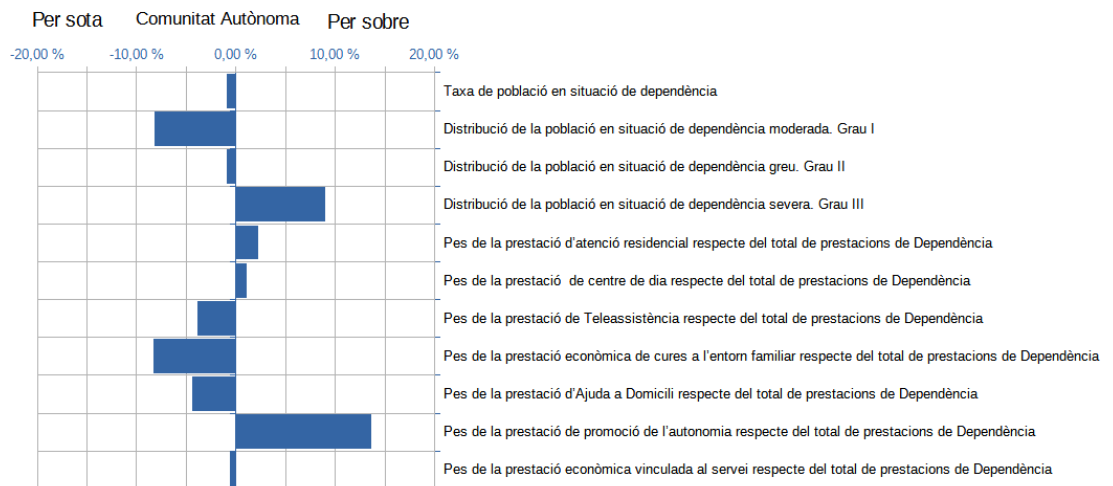 Per sota Comunitat Autònoma Per sobre
-20,00 % -10,00 % 0,00 % 10,00 % 20,00 %
Taxa de població en situació de dependència
Distribució de la població en situació de dependència moderada. Grau I
Distribució de la població en situació de dependència greu. Grau II
Distribució de la població en situació de dependència severa. Grau III
Pes de la prestació d’atenció residencial respecte del total de prestacions de Dependència
Pes de la prestació de centre de dia respecte del total de prestacions de Dependència
Pes de la prestació de Teleassistència respecte del total de prestacions de Dependència
Pes de la prestació econòmica de cures a l’entorn familiar respecte del total de prestacions de Dependència
Pes de la prestació d’Ajuda a Domicili respecte del total de prestacions de Dependència
Pes de la prestació de promoció de l’autonomia respecte del total de prestacions de Dependència
Pes de la prestació econòmica vinculada al servei respecte del total de prestacions de Dependència